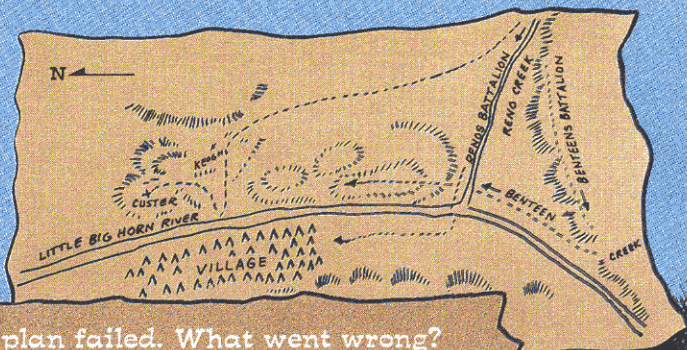 N
RENOS BATTALION
RENO CREEK
BENTEENS BATTALION
KEOGH
CUSTER
BENTEEN
LITTLE BIG HORN RIVER
VILLAGE
CREEK
plan failed. What went wrong?